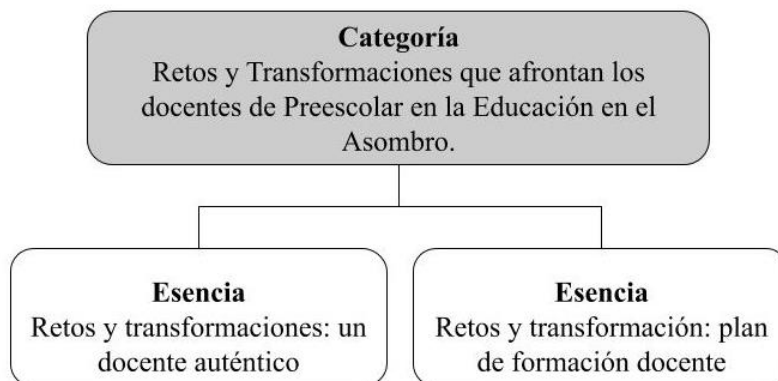 Categoría
Retos y Transformaciones que afrontan los
docentes de Preescolar en la Educación en el
Asombro.
Esencia
Retos y transformaciones: un
docente auténtico
Esencia
Retos y transformación: plan
de formación docente